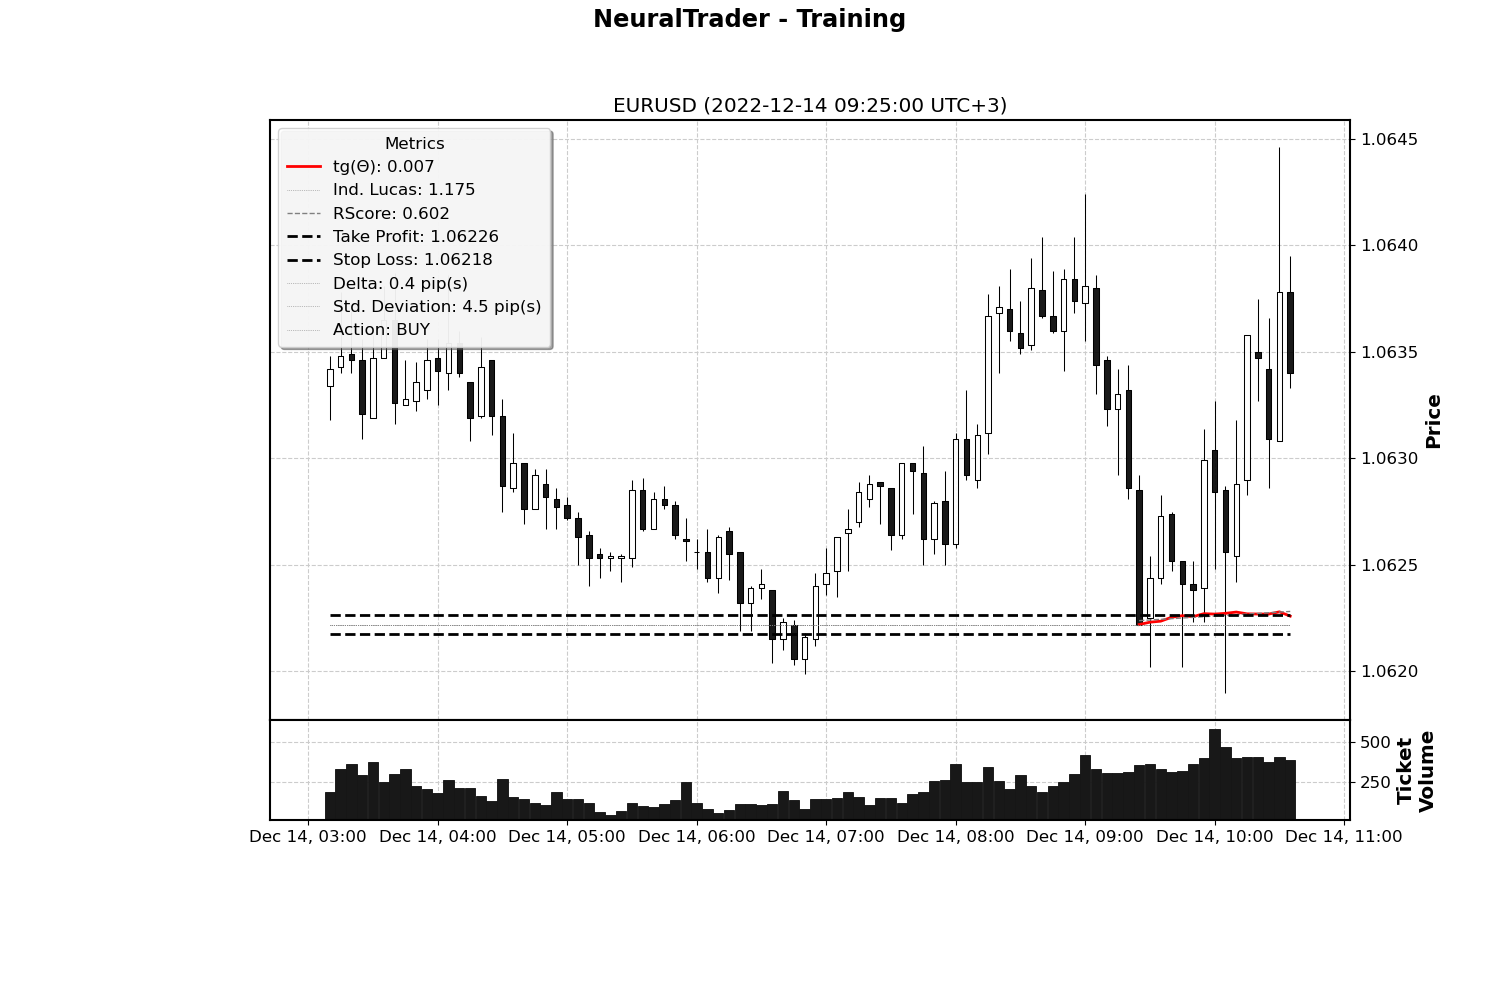 NeuralTrader - Training
EURUSD (2022-12-14 09:25:00 UTC+3)
Metrics
tg(Θ): 0.007
Ind. Lucas: 1.175
RScore: 0.602
Take Profit: 1.06226
Stop Loss: 1.06218
Delta: 0.4 pip(s)
Std. Deviation: 4.5 pip(s)
Action: BUY
1.0645
1.0640
1.0635
1.0630
1.0625
1.0620
Price
500
250
Ticket
Volume
Dec 14, 03:00
Dec 14, 04:00
Dec 14, 05:00
Dec 14, 06:00
Dec 14, 07:00
Dec 14, 08:00
Dec 14, 09:00
Dec 14, 10:00
Dec 14, 11:00